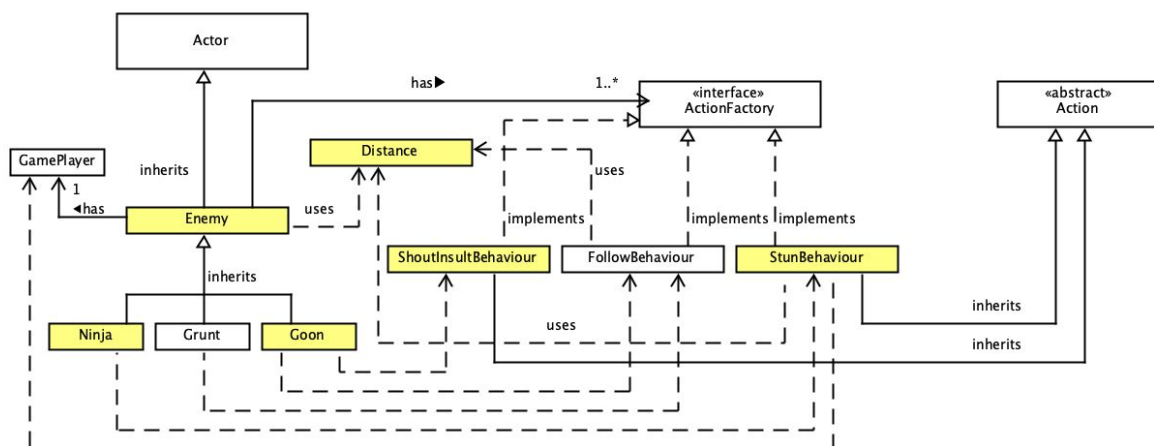 Actor
has▶
1..*
«interface»
ActionFactory
«abstract»
Action
GamePlayer
Distance
inherits
uses
1
◀has
Enemy
uses
implements
implements
implements
ShoutInsultBehaviour
FollowBehaviour
StunBehaviour
inherits
inherits
Ninja
Grunt
Goon
uses
inherits